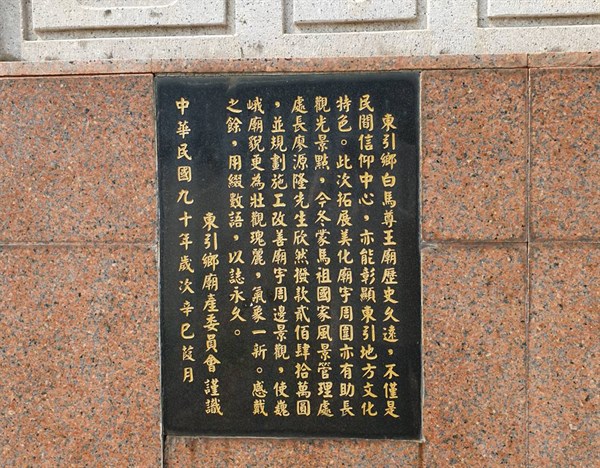 東引鄉白馬尊王廟歷史久遠，不僅是
民間信仰中心，亦能彰顯東引地方文化
特色。此次拓展美化廟宇周圍亦有助長
觀光景點，今冬蒙馬祖國家風景管理處
處長廖源隆先生欣然撥款貳佰肆拾萬圓
，並規劃施工改善廟宇周邊景觀，使巍
峨廟貌更為壯觀瑰麗，氣象一新。感戴
之餘，用綴數語，以誌永久。
東引鄉廟產委員會 謹識
中華民國九十年歲次辛巳葭月